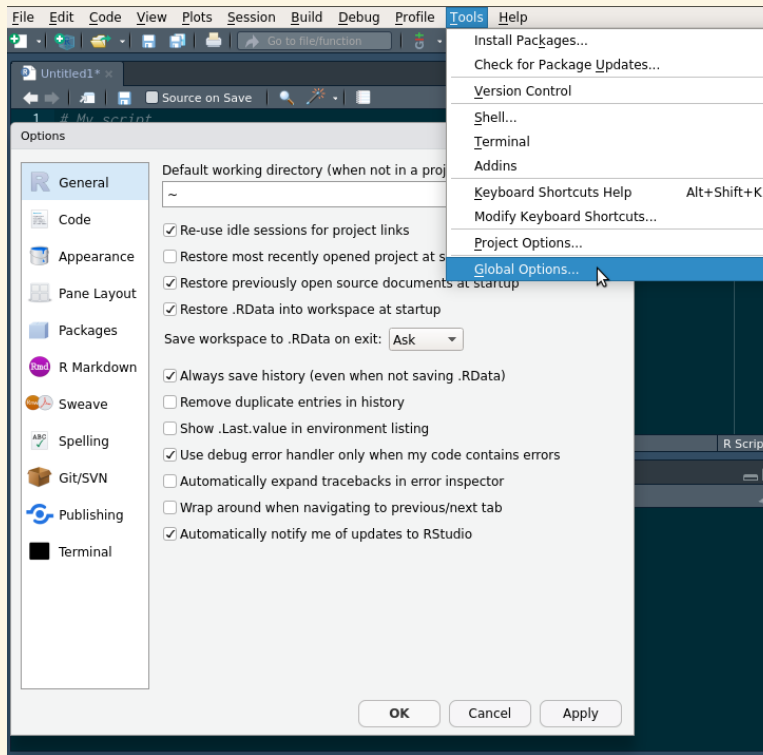 File Edit Code View Plots Session Build Debug Profile Tools Help
Go to file/function
Untitled1*
Source on Save
1 # My script
Install Packages...
Check for Package Updates...
Version Control
Shell...
Terminal
Addins
Keyboard Shortcuts Help Alt+Shift+K
Modify Keyboard Shortcuts...
Project Options...
Global Options...
Options
General
Code
Appearance
Pane Layout
Packages
Rmd R Markdown
Sweave
ABC Spelling
Git/SVN
Publishing
Terminal
Default working directory (when not in a proj
~
Re-use idle sessions for project links
Restore most recently opened project at s
Restore previously open source documents at startup
Restore .RData into workspace at startup
Save workspace to .RData on exit: Ask
Always save history (even when not saving .RData)
Remove duplicate entries in history
Show .Last.value in environment listing
Use debug error handler only when my code contains errors
Automatically expand tracebacks in error inspector
Wrap around when navigating to previous/next tab
Automatically notify me of updates to RStudio
OK Cancel Apply
R Scrip